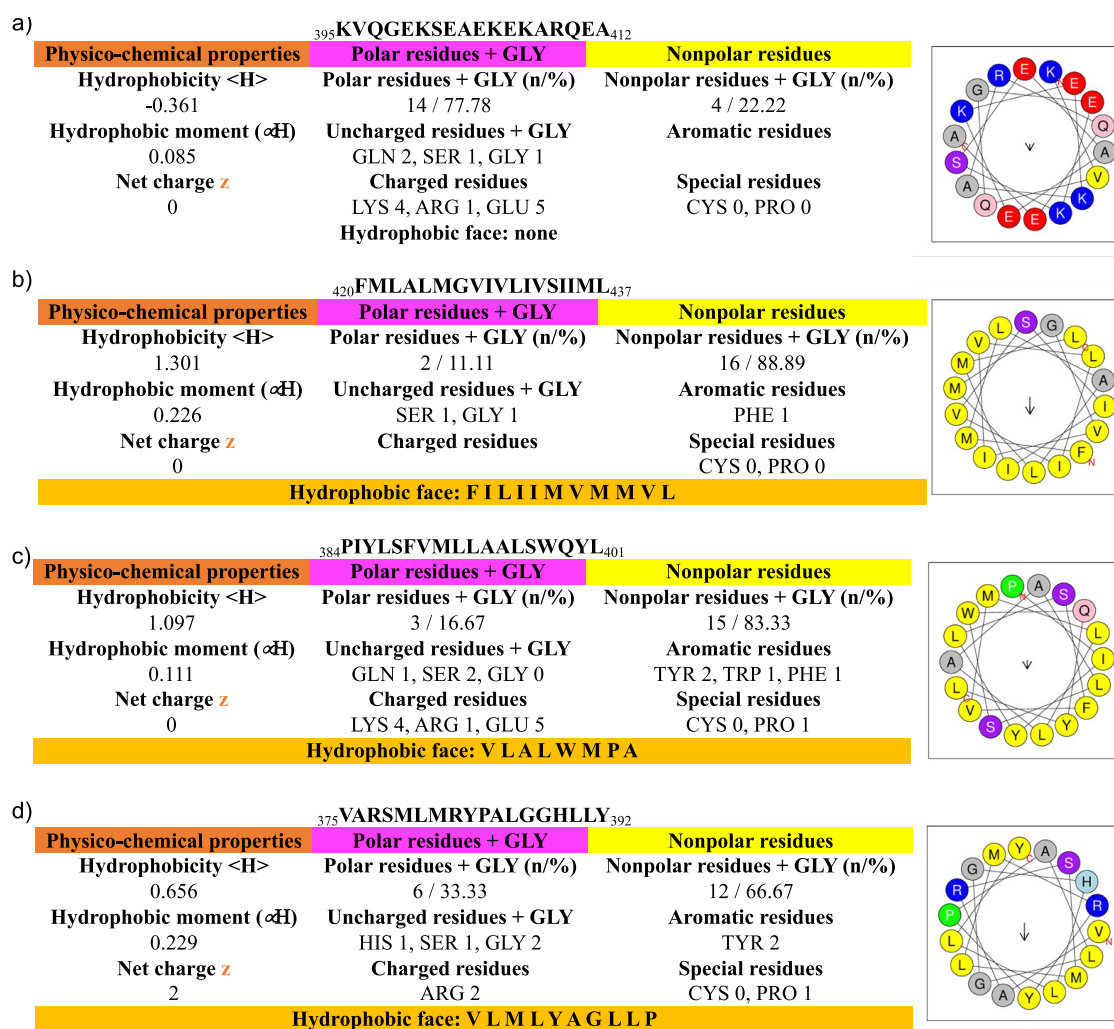 a)
395KVQGEKSEAEKEKARQEA412
Physico-chemical properties Polar residues + GLY Nonpolar residues
Hydrophobicity <H> Polar residues + GLY (n/%) Nonpolar residues + GLY (n/%)
-0.361 14 / 77.78 4 / 22.22
Hydrophobic moment (∝H) Uncharged residues + GLY Aromatic residues
0.085 GLN 2, SER 1, GLY 1
Net charge z Charged residues Special residues
0 LYS 4, ARG 1, GLU 5 CYS 0, PRO 0
Hydrophobic face: none
E K E E Q A V K K E E Q A S A K G R
N C
b)
420FMLALMGVIVLIVSIIML437
Physico-chemical properties Polar residues + GLY Nonpolar residues
Hydrophobicity <H> Polar residues + GLY (n/%) Nonpolar residues + GLY (n/%)
1.301 2 / 11.11 16 / 88.89
Hydrophobic moment (∝H) Uncharged residues + GLY Aromatic residues
0.226 SER 1, GLY 1 PHE 1
Net charge z Charged residues Special residues
0 CYS 0, PRO 0
Hydrophobic face: F I L I I M V M M V L
S G L L A I V F I L I I M V M M V L
C N
c)
384PIYLSFVMLLAALSWQYL401
Physico-chemical properties Polar residues + GLY Nonpolar residues
Hydrophobicity <H> Polar residues + GLY (n/%) Nonpolar residues + GLY (n/%)
1.097 3 / 16.67 15 / 83.33
Hydrophobic moment (∝H) Uncharged residues + GLY Aromatic residues
0.111 GLN 1, SER 2, GLY 0 TYR 2, TRP 1, PHE 1
Net charge z Charged residues Special residues
0 LYS 4, ARG 1, GLU 5 CYS 0, PRO 1
Hydrophobic face: V L A L W M P A
P A S Q L I L F Y L Y S V L A L W M
N C
d)
375VARSMLMRYPALGGHLLY392
Physico-chemical properties Polar residues + GLY Nonpolar residues
Hydrophobicity <H> Polar residues + GLY (n/%) Nonpolar residues + GLY (n/%)
0.656 6 / 33.33 12 / 66.67
Hydrophobic moment (∝H) Uncharged residues + GLY Aromatic residues
0.229 HIS 1, SER 1, GLY 2 TYR 2
Net charge z Charged residues Special residues
2 ARG 2 CYS 0, PRO 1
Hydrophobic face: V L M L Y A G L L P
Y A S H R V L M L Y A G L L P R G M
C N